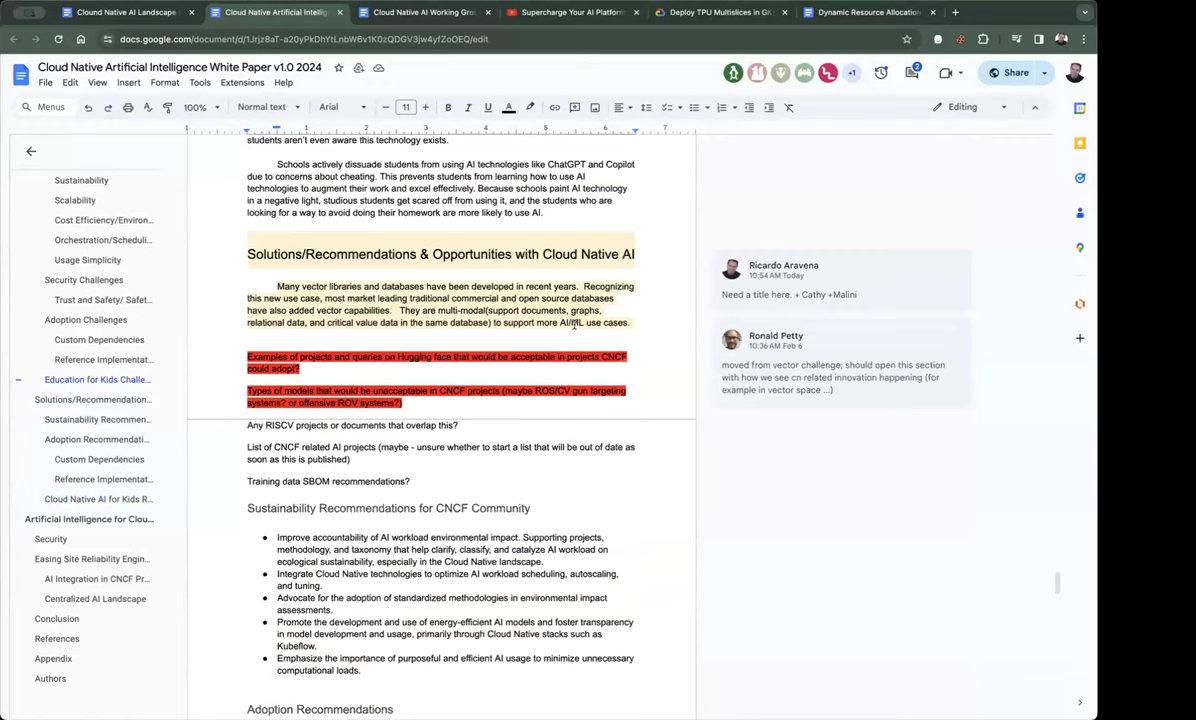 Cloud Native AI Landscape
Cloud Native Artificial Intellig
Cloud Native AI Working Gro
Supercharge Your AI Platform
Deploy TPU Multislices in GK
Dynamic Resource Allocation
docs.google.com/document/d/1Jrjz8aT-a20yPkDhYtLnbW6v1K0zQDGV3jw4yfZoOEQ/edit
Cloud Native Artificial Intelligence White Paper v1.0 2024
File Edit View Insert Format Tools Extensions Help
+1
2
Share
Menus
100%
Normal text
Arial
11
Editing
1 1 2 3 4 5 6 7
Sustainability
Scalability
Cost Efficiency/Environ...
Orchestration/Scheduli...
Usage Simplicity
Security Challenges
Trust and Safety/ Safet...
Adoption Challenges
Custom Dependencies
Reference Implementat...
Education for Kids Challe...
Solutions/Recommendation...
Sustainability Recommen...
Adoption Recommendati...
Custom Dependencies
Reference Implementat...
Cloud Native AI for Kids R...
Artificial Intelligence for Clou...
Security
Easing Site Reliability Engin...
AI Integration in CNCF Pr...
Centralized AI Landscape
Conclusion
References
Appendix
Authors
students aren't even aware this technology exists.
Schools actively dissuade students from using AI technologies like ChatGPT and Copilot
due to concerns about cheating. This prevents students from learning how to use AI
technologies to augment their work and excel effectively. Because schools paint AI technology
in a negative light, studious students get scared off from using it, and the students who are
looking for a way to avoid doing their homework are more likely to use AI.
Solutions/Recommendations & Opportunities with Cloud Native AI
Many vector libraries and databases have been developed in recent years. Recognizing
this new use case, most market leading traditional commercial and open source databases
have also added vector capabilities. They are multi-modal(support documents, graphs,
relational data, and critical value data in the same database) to support more AI/ML use cases.
Examples of projects and queries on Hugging face that would be acceptable in projects CNCF
could adopt?
Types of models that would be unacceptable in CNCF projects (maybe ROS/CV gun targeting
systems? or offensive ROV systems?)
Any RISCV projects or documents that overlap this?
List of CNCF related AI projects (maybe - unsure whether to start a list that will be out of date as
soon as this is published)
Training data SBOM recommendations?
Sustainability Recommendations for CNCF Community
● Improve accountability of AI workload environmental impact. Supporting projects,
methodology, and taxonomy that help clarify, classify, and catalyze AI workload on
ecological sustainability, especially in the Cloud Native landscape.
● Integrate Cloud Native technologies to optimize AI workload scheduling, autoscaling,
and tuning.
● Advocate for the adoption of standardized methodologies in environmental impact
assessments.
● Promote the development and use of energy-efficient AI models and foster transparency
in model development and usage, primarily through Cloud Native stacks such as
Kubeflow.
● Emphasize the importance of purposeful and efficient AI usage to minimize unnecessary
computational loads.
Adoption Recommendations
Ricardo Aravena
10:54 AM Today
Need a title here. + Cathy +Malini
Ronald Petty
10:36 AM Feb 6
moved from vector challenge; should open this section
with how we see cn related innovation happening (for
example in vector space ...)